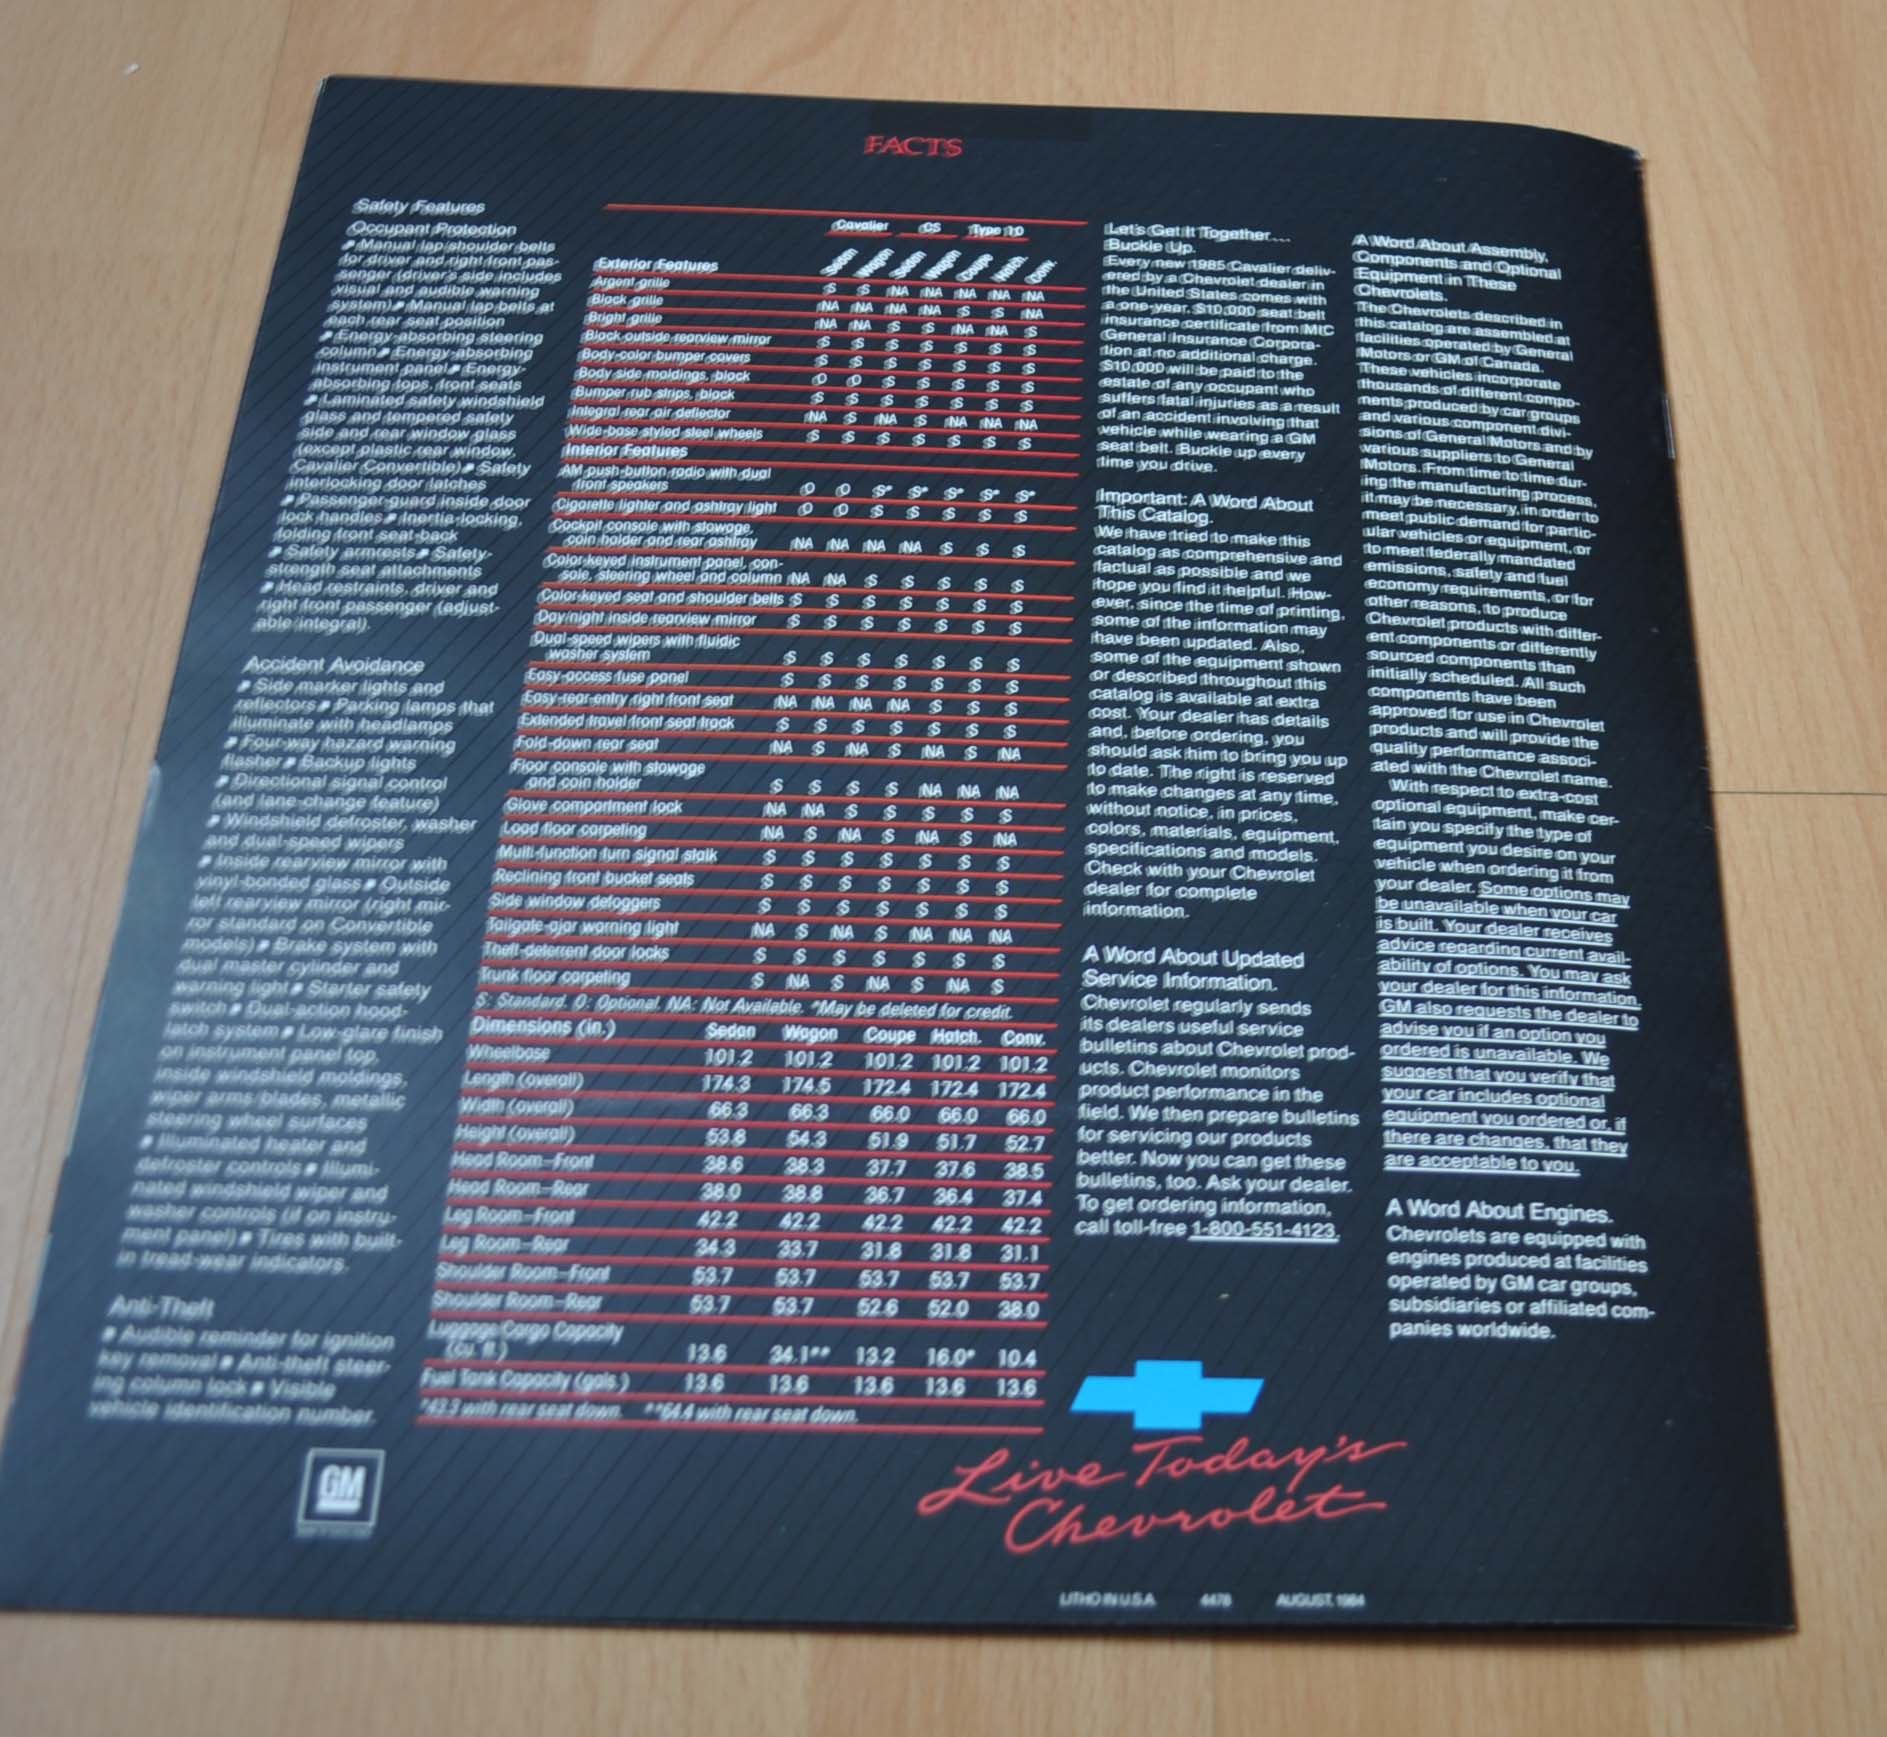 FACTS
Safety Features
Occupant Protection
• Manual lap/shoulder belts
for driver and right front pas-
senger (driver's side includes
visual and audible warning
system) • Manual lap belts at
each rear seat position
• Energy-absorbing steering
column • Energy-absorbing
instrument panel • Energy-
absorbing tops, front seats
• Laminated safety windshield
glass and tempered safety
side and rear window glass
(except plastic rear window,
Cavalier Convertible) • Safety
interlocking door latches
• Passenger-guard inside door
lock handles • Inertia-locking,
folding front seat-back
• Safety armrests • Safety-
strength seat attachments
• Head restraints, driver and
right front passenger (adjust-
able integral).
Accident Avoidance
• Side marker lights and
reflectors • Parking lamps that
illuminate with headlamps
• Four-way hazard warning
flasher • Backup lights
• Directional signal control
(and lane-change feature)
• Windshield defroster, washer
and dual-speed wipers
• Inside rearview mirror with
vinyl-bonded glass • Outside
left rearview mirror (right mir-
ror standard on Convertible
models) • Brake system with
dual master cylinder and
warning light • Starter safety
switch • Dual-action hood-
latch system • Low-glare finish
on instrument panel top,
inside windshield moldings,
wiper arms/blades, metallic
steering wheel surfaces
• Illuminated heater and
defroster controls • Illumi-
nated windshield wiper and
washer controls (if on instru-
ment panel) • Tires with built-
in tread-wear indicators.
Anti-Theft
• Audible reminder for ignition
key removal • Anti-theft steer-
ing column lock • Visible
vehicle identification number.
GM
Cavalier CS Type 10
Exterior Features
Argent grille S S NA NA NA NA NA
Black grille NA NA NA NA S S NA
Bright grille NA NA S S NA NA S
Black outside rearview mirror S S S S S S S
Body-color bumper covers S S S S S S S
Body side moldings, black O O S S S S S
Bumper rub strips, black S S S S S S S
Integral rear air deflector NA S NA S NA NA NA
Wide-base styled steel wheels S S S S S S S
Interior Features
AM push-button radio with dual
front speakers O O S* S* S* S* S*
Cigarette lighter and ashtray light O O S S S S S
Cockpit console with stowage,
coin holder and rear ashtray NA NA NA NA S S S
Color-keyed instrument panel, con-
sole, steering wheel and column NA NA S S S S S
Color-keyed seat and shoulder belts S S S S S S S
Day/night inside rearview mirror S S S S S S S
Dual-speed wipers with fluidic
washer system S S S S S S S
Easy-access fuse panel S S S S S S S
Easy-rear-entry right front seat NA NA NA NA S S S
Extended travel front seat track S S S S S S S
Fold-down rear seat NA S NA S NA S NA
Floor console with stowage
and coin holder S S S S NA NA NA
Glove compartment lock NA NA S S S S S
Load floor carpeting NA S NA S NA S NA
Multi-function turn signal stalk S S S S S S S
Reclining front bucket seats S S S S S S S
Side window defoggers S S S S S S S
Tailgate-ajar warning light NA S NA S NA NA NA
Theft-deterrent door locks S S S S S S S
Trunk floor carpeting S NA S NA S NA S
S: Standard. O: Optional. NA: Not Available. *May be deleted for credit.
Dimensions (in.) Sedan Wagon Coupe Hatch. Conv.
Wheelbase 101.2 101.2 101.2 101.2 101.2
Length (overall) 174.3 174.5 172.4 172.4 172.4
Width (overall) 66.3 66.3 66.0 66.0 66.0
Height (overall) 53.8 54.3 51.9 51.7 52.7
Head Room—Front 38.6 38.3 37.7 37.6 38.5
Head Room—Rear 38.0 38.8 36.7 36.4 37.4
Leg Room—Front 42.2 42.2 42.2 42.2 42.2
Leg Room—Rear 34.3 33.7 31.8 31.8 31.1
Shoulder Room—Front 53.7 53.7 53.7 53.7 53.7
Shoulder Room—Rear 53.7 53.7 52.6 52.0 38.0
Luggage/Cargo Capacity
(cu. ft.) 13.6 34.1** 13.2 16.0* 10.4
Fuel Tank Capacity (gals.) 13.6 13.6 13.6 13.6 13.6
*43.3 with rear seat down. **64.4 with rear seat down.
Let's Get It Together...
Buckle Up.
Every new 1985 Cavalier deliv-
ered by a Chevrolet dealer in
the United States comes with
a one-year, $10,000 seat belt
insurance certificate from MIC
General Insurance Corpora-
tion at no additional charge.
$10,000 will be paid to the
estate of any occupant who
suffers fatal injuries as a result
of an accident involving that
vehicle while wearing a GM
seat belt. Buckle up every
time you drive.
Important: A Word About
This Catalog.
We have tried to make this
catalog as comprehensive and
factual as possible and we
hope you find it helpful. How-
ever, since the time of printing,
some of the information may
have been updated. Also,
some of the equipment shown
or described throughout this
catalog is available at extra
cost. Your dealer has details
and, before ordering, you
should ask him to bring you up
to date. The right is reserved
to make changes at any time,
without notice, in prices,
colors, materials, equipment,
specifications and models.
Check with your Chevrolet
dealer for complete
information.
A Word About Updated
Service Information.
Chevrolet regularly sends
its dealers useful service
bulletins about Chevrolet prod-
ucts. Chevrolet monitors
product performance in the
field. We then prepare bulletins
for servicing our products
better. Now you can get these
bulletins, too. Ask your dealer.
To get ordering information,
call toll-free 1-800-551-4123.
A Word About Assembly,
Components and Optional
Equipment in These
Chevrolets.
The Chevrolets described in
this catalog are assembled at
facilities operated by General
Motors or GM of Canada.
These vehicles incorporate
thousands of different compo-
nents produced by car groups
and various component divi-
sions of General Motors and by
various suppliers to General
Motors. From time to time dur-
ing the manufacturing process,
it may be necessary, in order to
meet public demand for partic-
ular vehicles or equipment, or
to meet federally mandated
emissions, safety and fuel
economy requirements, or for
other reasons, to produce
Chevrolet products with differ-
ent components or differently
sourced components than
initially scheduled. All such
components have been
approved for use in Chevrolet
products and will provide the
quality performance associ-
ated with the Chevrolet name.
With respect to extra-cost
optional equipment, make cer-
tain you specify the type of
equipment you desire on your
vehicle when ordering it from
your dealer. Some options may
be unavailable when your car
is built. Your dealer receives
advice regarding current avail-
ability of options. You may ask
your dealer for this information.
GM also requests the dealer to
advise you if an option you
ordered is unavailable. We
suggest that you verify that
your car includes optional
equipment you ordered or, if
there are changes, that they
are acceptable to you.
A Word About Engines.
Chevrolets are equipped with
engines produced at facilities
operated by GM car groups,
subsidiaries or affiliated com-
panies worldwide.
Live Today's
Chevrolet
LITHO IN U.S.A. 4478 AUGUST, 1984